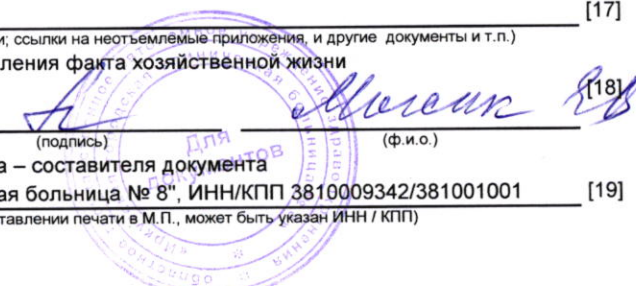 [17]
; ссылки на неотъемлемые приложения, и другие документы и т.п.)
ления факта хозяйственной жизни
[18]
(подпись) (ф.и.о.)
Для
документов
а – составителя документа
ая больница № 8", ИНН/КПП 3810009342/381001001 [19]
тавлении печати в М.П., может быть указан ИНН / КПП)